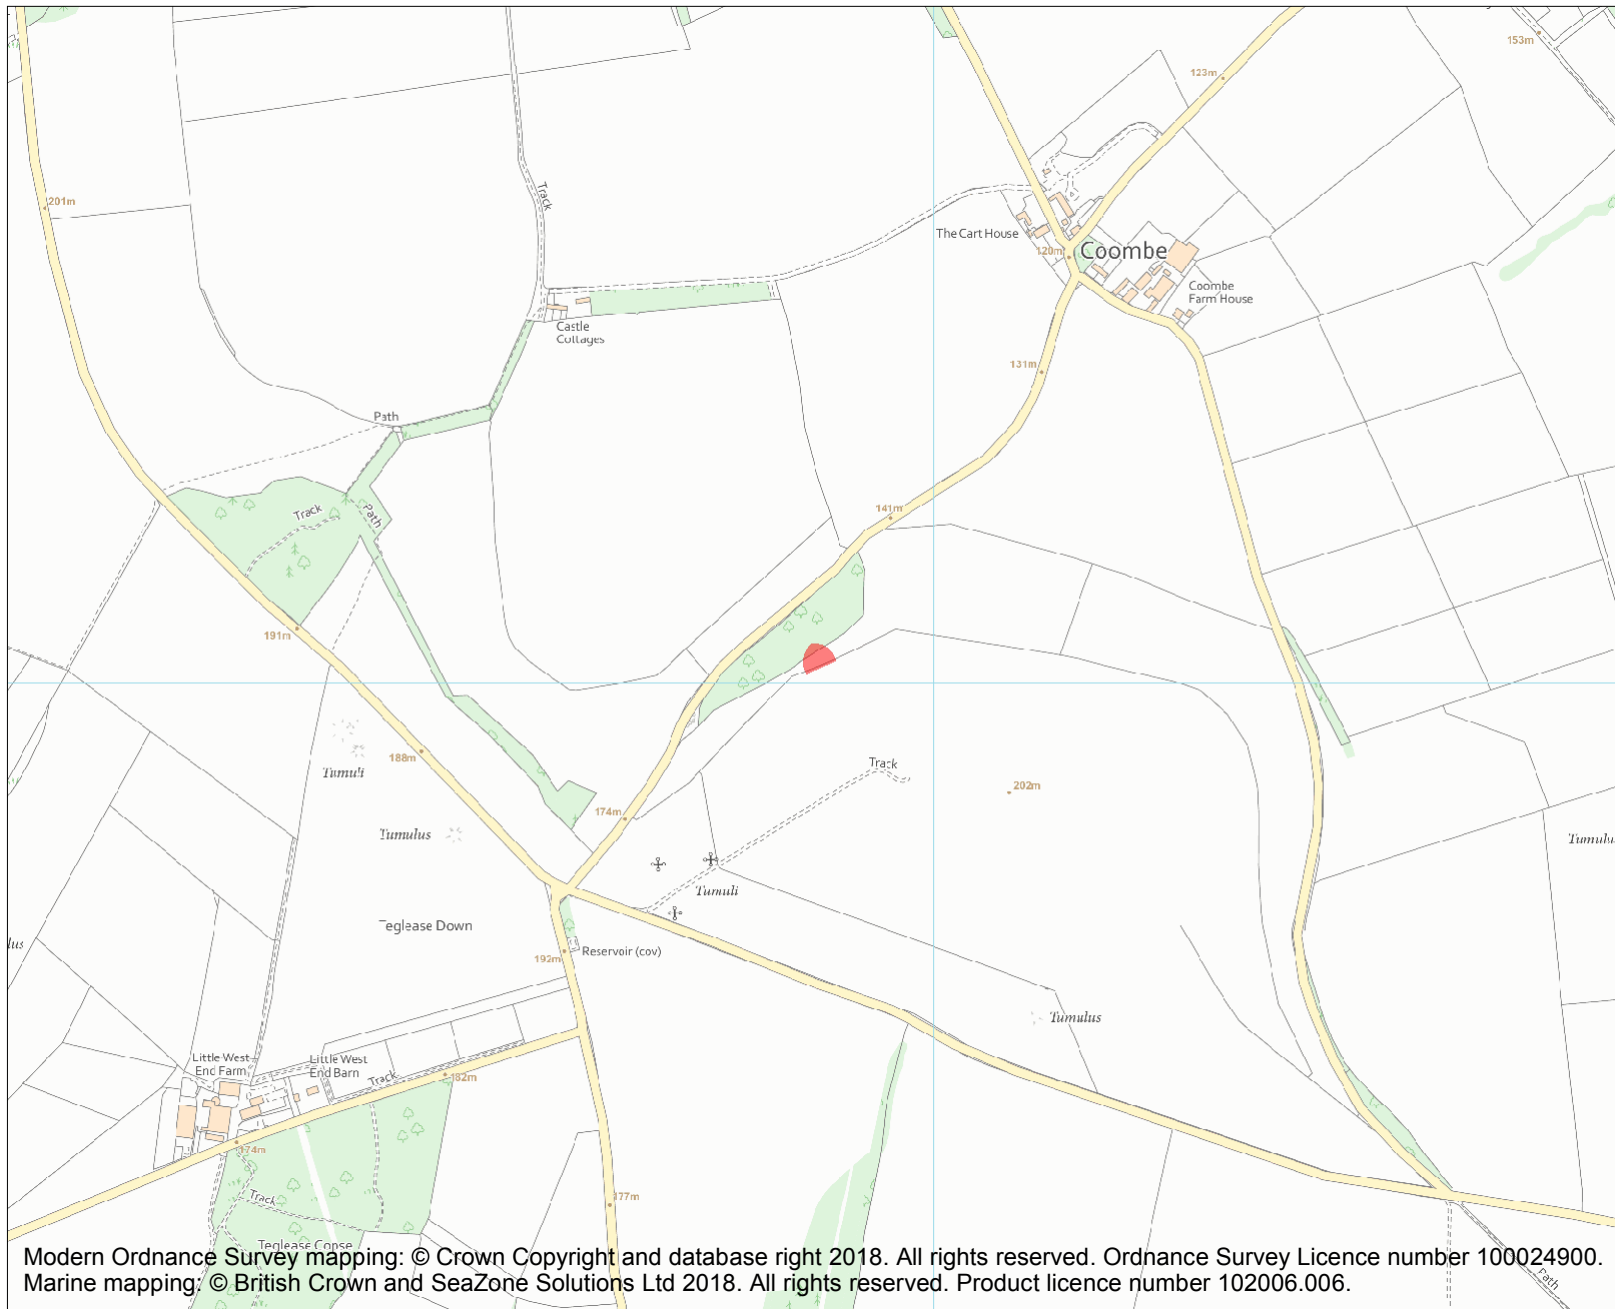 153m
123m
201m
Track
The Cart House
120m
Coombe
Coombe
Farm House
Castle
Cottages
131m
Path
141m
Track
Path
191m
188m
Tumuli
Track
202m
174m
Tumulus
Tumuli
Teglease Down
Reservoir (cov)
192m
Tumulus
Little West
End Farm
Little West
End Barn
Track
182m
174m
Track
177m
Teglease Copse
Path
Modern Ordnance Survey mapping: © Crown Copyright and database right 2018. All rights reserved. Ordnance Survey Licence number 100024900.
Marine mapping: © British Crown and SeaZone Solutions Ltd 2018. All rights reserved. Product licence number 102006.006.